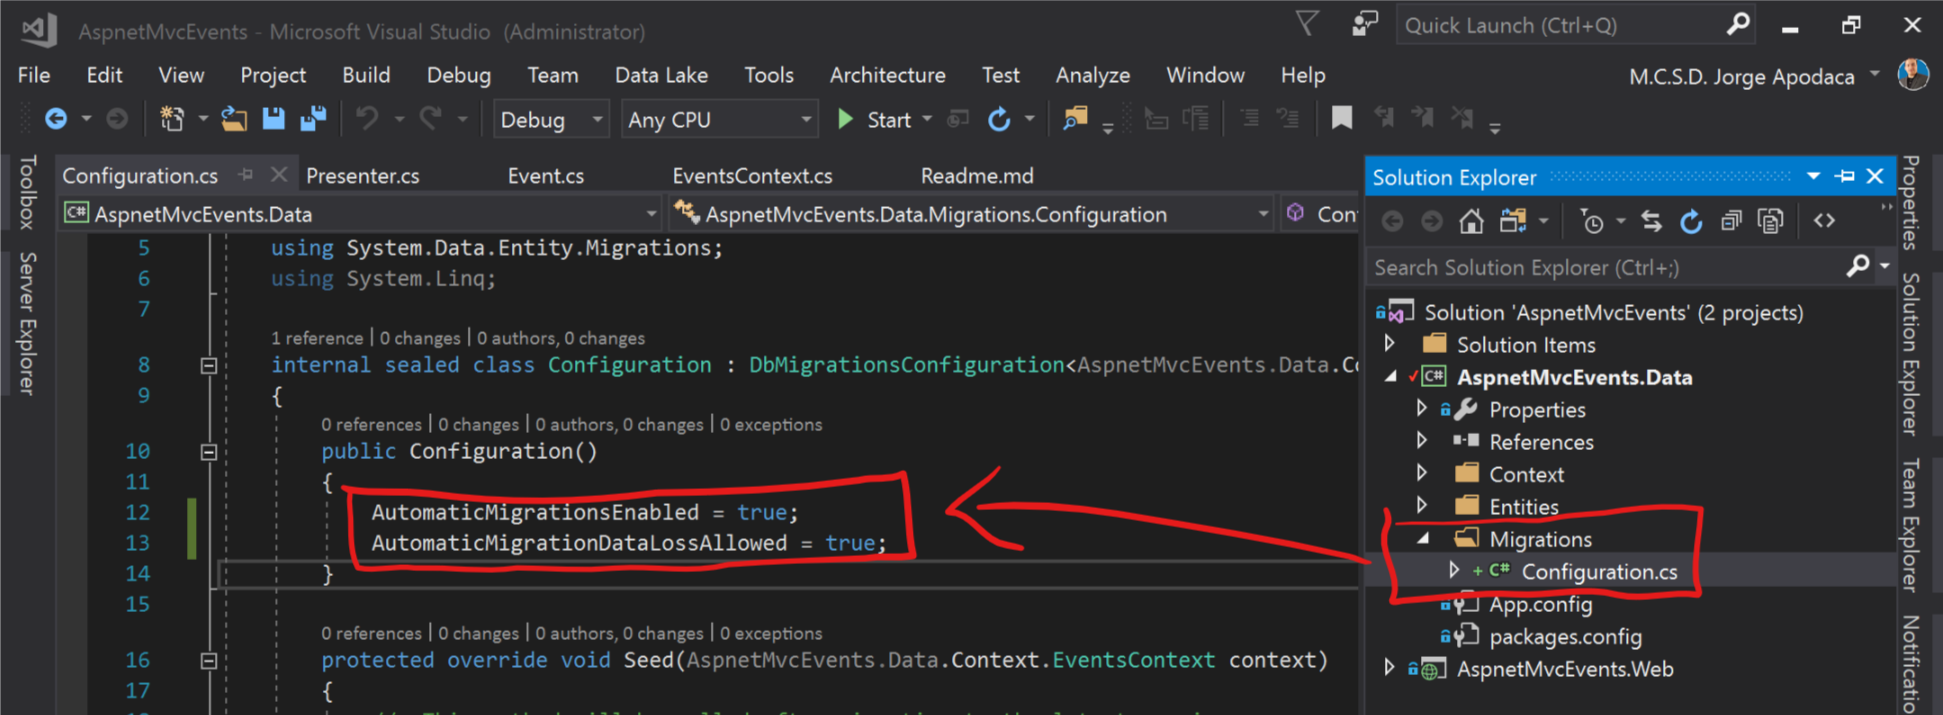 AspnetMvcEvents - Microsoft Visual Studio (Administrator)
Quick Launch (Ctrl+Q)
File Edit View Project Build Debug Team Data Lake Tools Architecture Test Analyze Window Help
M.C.S.D. Jorge Apodaca
Debug Any CPU Start
Toolbox
Server Explorer
Configuration.cs Presenter.cs Event.cs EventsContext.cs Readme.md
C# AspnetMvcEvents.Data AspnetMvcEvents.Data.Migrations.Configuration
5 using System.Data.Entity.Migrations;
6 using System.Linq;
7
1 reference | 0 changes | 0 authors, 0 changes
8 internal sealed class Configuration : DbMigrationsConfiguration<AspnetMvcEvents.Data.Co
9 {
0 references | 0 changes | 0 authors, 0 changes | 0 exceptions
10 public Configuration()
11 {
12 AutomaticMigrationsEnabled = true;
13 AutomaticMigrationDataLossAllowed = true;
14 }
15
0 references | 0 changes | 0 authors, 0 changes | 0 exceptions
16 protected override void Seed(AspnetMvcEvents.Data.Context.EventsContext context)
17 {
Solution Explorer
Search Solution Explorer (Ctrl+;)
Solution 'AspnetMvcEvents' (2 projects)
Solution Items
C# AspnetMvcEvents.Data
Properties
References
Context
Entities
Migrations
+ C# Configuration.cs
App.config
packages.config
AspnetMvcEvents.Web
Properties
Solution Explorer
Team Explorer